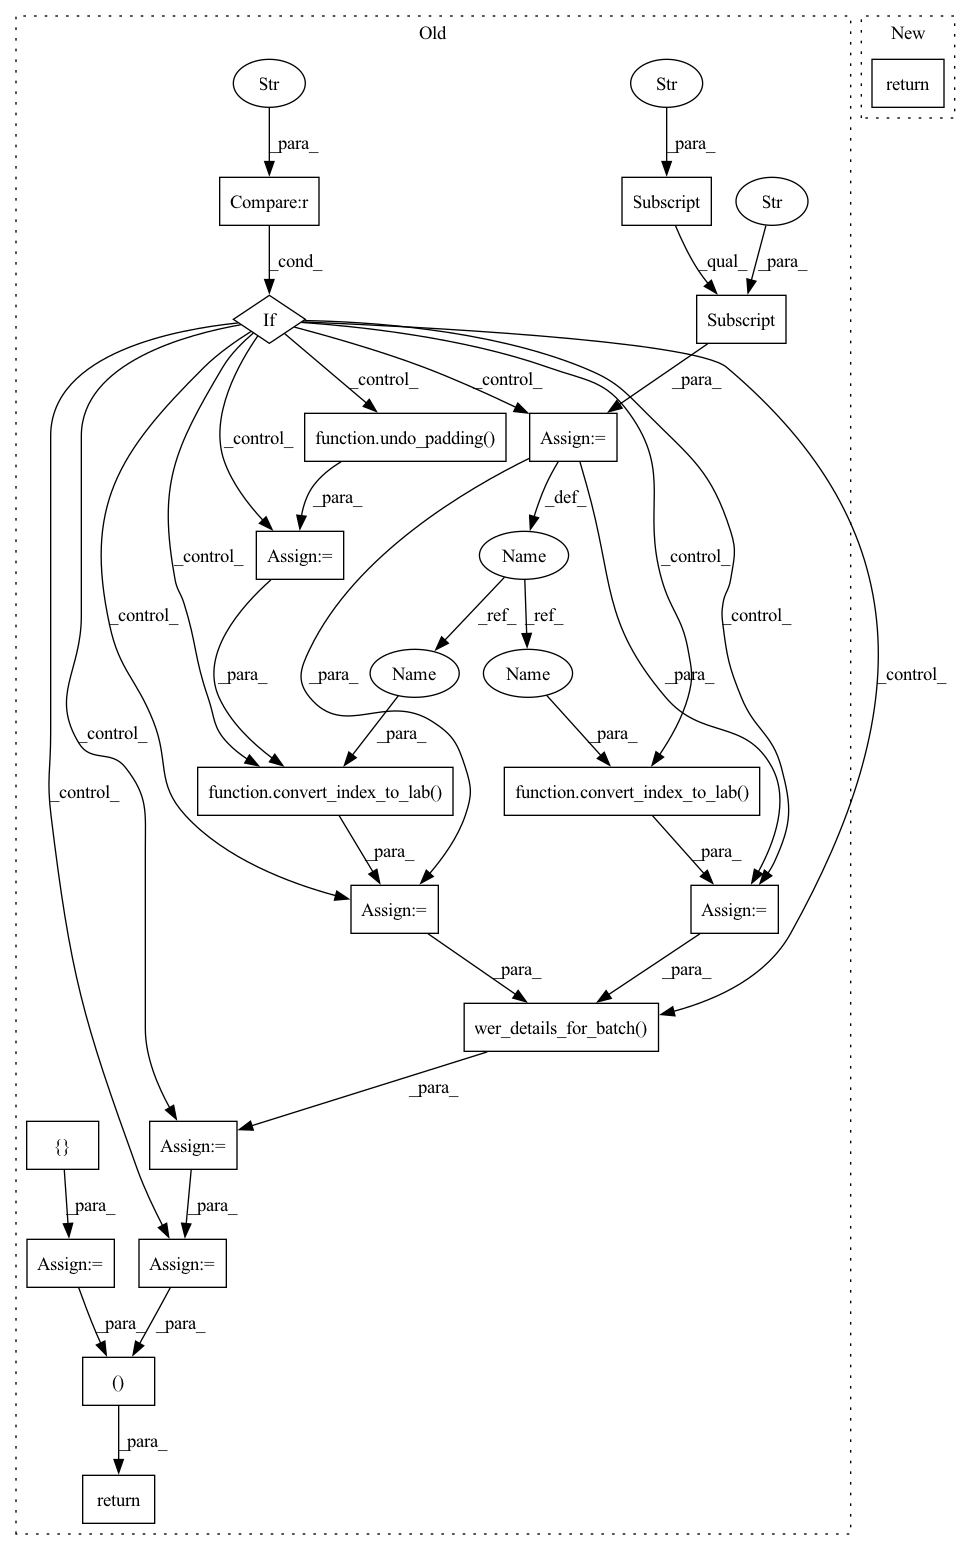 Old
New
Str
Str
return
_para_
_para_
Compare:r
Subscript
Str
_cond_
_qual_
_para_
If
Subscript
_control_
_control_
_para_
function.undo_padding()
Assign:=
_control_
_para_
_def_
Assign:=
Name
_control_
_control_
_control_
_control_
_ref_
_ref_
_para_
_para_
Name
Name
_para_
_control_
_control_
_para_
_para_
function.convert_index_to_lab()
function.convert_index_to_lab()
_control_
_para_
_para_
Assign:=
Assign:=
_para_
_para_
wer_details_for_batch()
_para_
{}
Assign:=
_para_
_para_
Assign:=
Assign:=
_para_
_para_
()
_para_
return